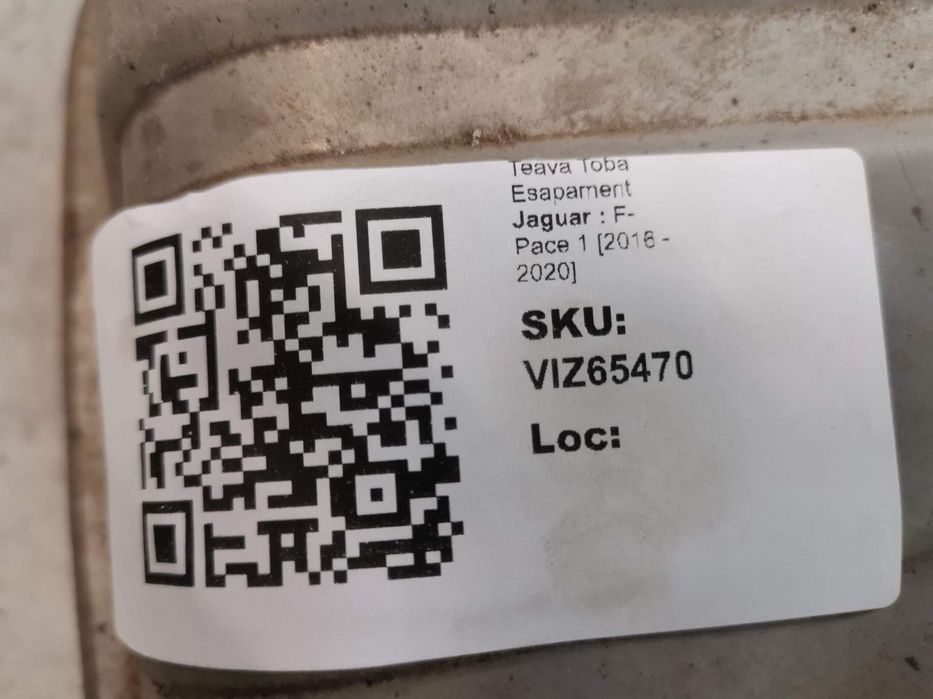 Teava Toba
Esapament
Jaguar : F-
Pace 1 [2016 -
2020]
SKU:
VIZ65470
Loc: